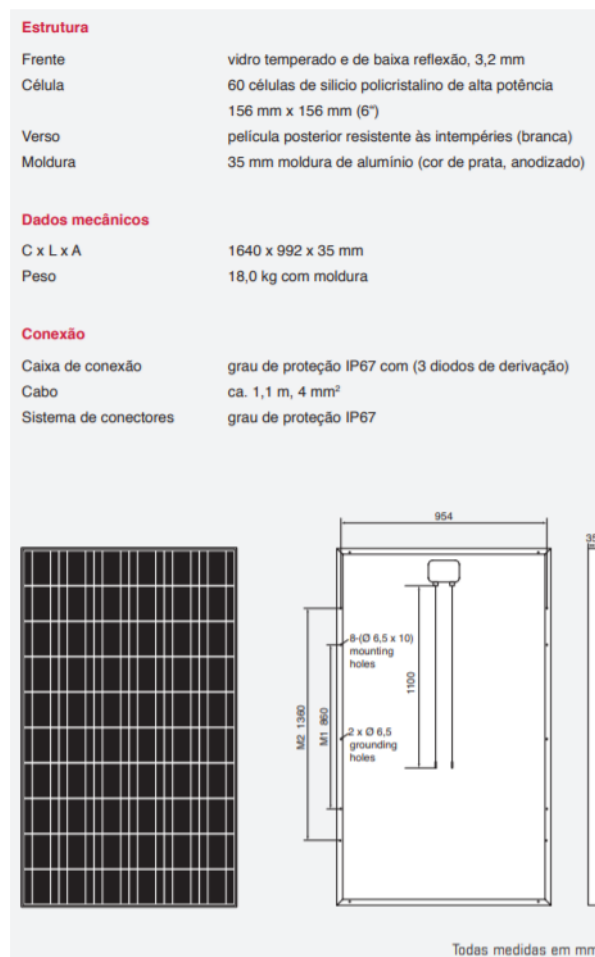 Estrutura
Frente vidro temperado e de baixa reflexão, 3,2 mm
Célula 60 células de silicio policristalino de alta potência
156 mm x 156 mm (6")
Verso película posterior resistente às intempéries (branca)
Moldura 35 mm moldura de alumínio (cor de prata, anodizado)
Dados mecânicos
C x L x A 1640 x 992 x 35 mm
Peso 18,0 kg com moldura
Conexão
Caixa de conexão grau de proteção IP67 com (3 diodos de derivação)
Cabo ca. 1,1 m, 4 mm²
Sistema de conectores grau de proteção IP67
954
35
8-(Ø 6,5 x 10)
mounting
holes
1100
M2 1360
M1 860
2 x Ø 6,5
grounding
holes
Todas medidas em mm